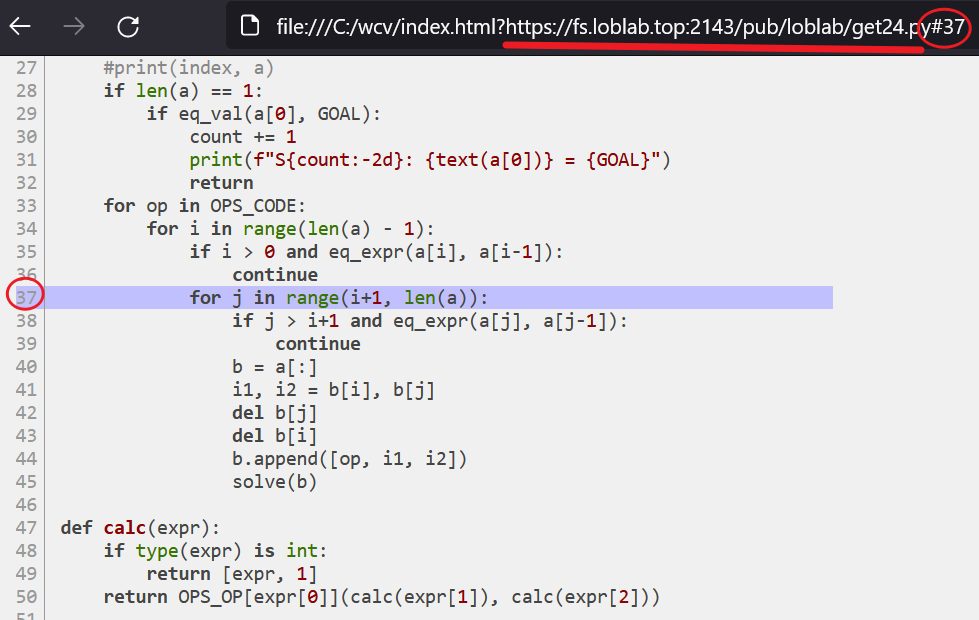 file:///C:/wcv/index.html?https://fs.loblab.top:2143/pub/loblab/get24.py#37
27     #print(index, a)
28     if len(a) == 1:
29         if eq_val(a[0], GOAL):
30             count += 1
31             print(f"S{count:-2d}: {text(a[0])} = {GOAL}")
32             return
33     for op in OPS_CODE:
34         for i in range(len(a) - 1):
35             if i > 0 and eq_expr(a[i], a[i-1]):
36                 continue
37             for j in range(i+1, len(a)):
38                 if j > i+1 and eq_expr(a[j], a[j-1]):
39                     continue
40                 b = a[:]
41                 i1, i2 = b[i], b[j]
42                 del b[j]
43                 del b[i]
44                 b.append([op, i1, i2])
45                 solve(b)
46
47 def calc(expr):
48     if type(expr) is int:
49         return [expr, 1]
50     return OPS_OP[expr[0]](calc(expr[1]), calc(expr[2]))
51